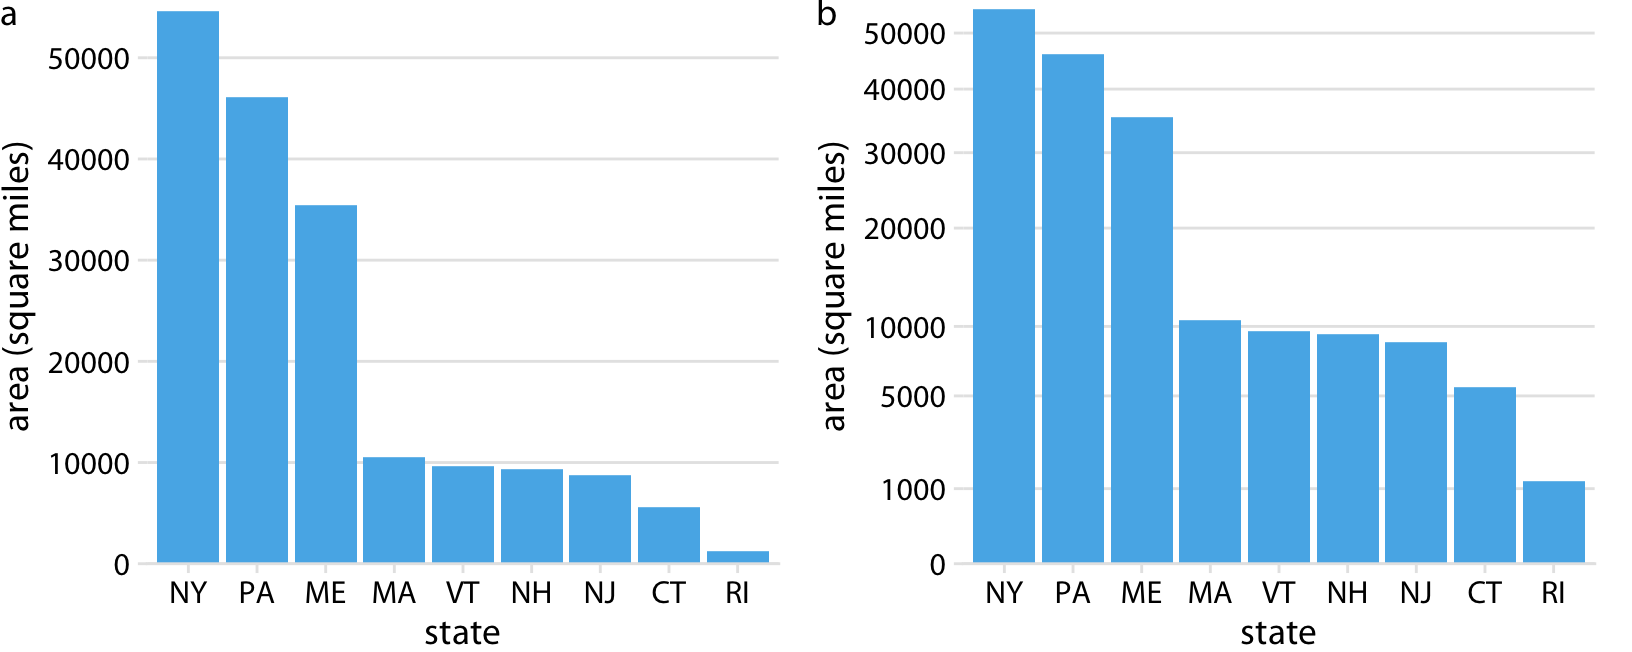 a
area (square miles)
50000
40000
30000
20000
10000
0
NY PA ME MA VT NH NJ CT RI
state
b
area (square miles)
50000
40000
30000
20000
10000
5000
1000
0
NY PA ME MA VT NH NJ CT RI
state